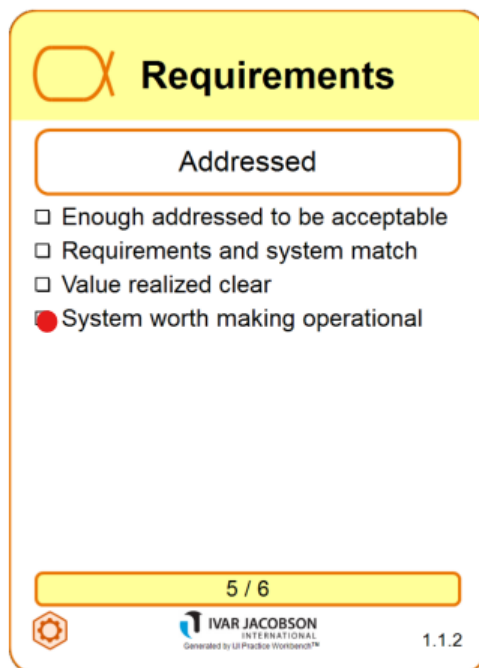 Requirements
Addressed
Enough addressed to be acceptable
Requirements and system match
Value realized clear
System worth making operational
5 / 6
IVAR JACOBSON
INTERNATIONAL
Generated by UI Practice Workbench™
1.1.2